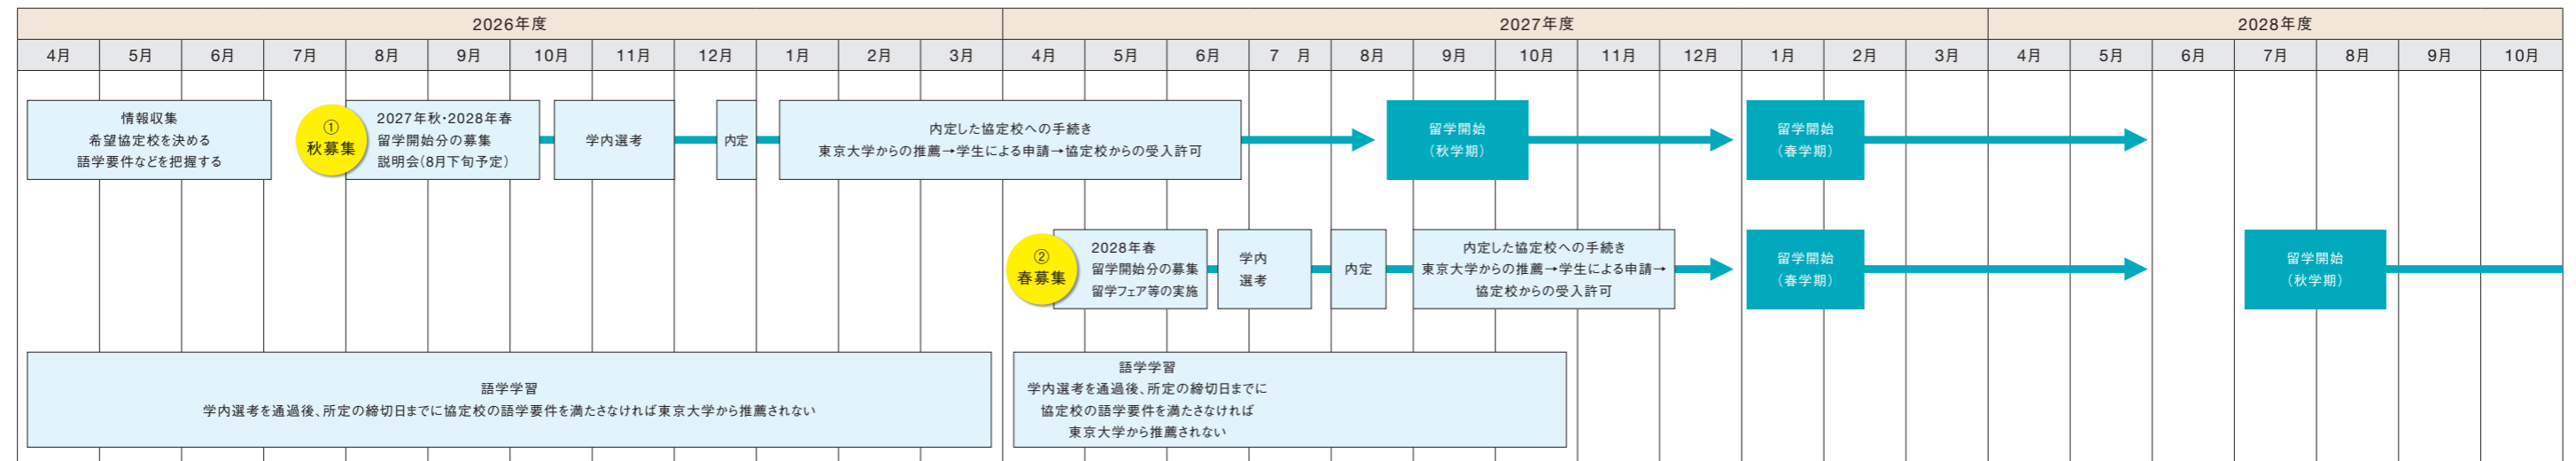 2026年度 2027年度 2028年度
4月 5月 6月 7月 8月 9月 10月 11月 12月 1月 2月 3月 4月 5月 6月 7 月 8月 9月 10月 11月 12月 1月 2月 3月 4月 5月 6月 7月 8月 9月 10月
情報収集
希望協定校を決める
語学要件などを把握する
①
秋募集
2027年秋・2028年春
留学開始分の募集
説明会(8月下旬予定)
学内選考
内定
内定した協定校への手続き
東京大学からの推薦→学生による申請→協定校からの受入許可
留学開始
(秋学期)
留学開始
(春学期)
②
春募集
2028年春
留学開始分の募集
留学フェア等の実施
学内
選考
内定
内定した協定校への手続き
東京大学からの推薦→学生による申請→
協定校からの受入許可
留学開始
(春学期)
留学開始
(秋学期)
語学学習
学内選考を通過後、所定の締切日までに協定校の語学要件を満たさなければ東京大学から推薦されない
語学学習
学内選考を通過後、所定の締切日までに
協定校の語学要件を満たさなければ
東京大学から推薦されない